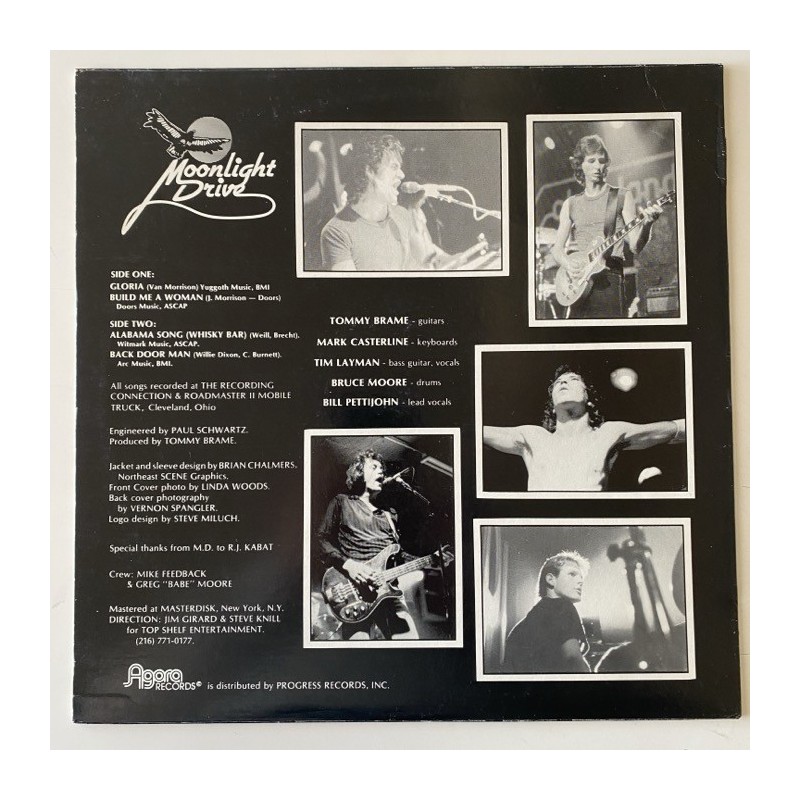 Moonlight
Drive
SIDE ONE:
GLORIA (Van Morrison) Yuggoth Music, BMI
BUILD ME A WOMAN (J. Morrison — Doors)
Doors Music, ASCAP
SIDE TWO:
ALABAMA SONG (WHISKY BAR) (Weill, Brecht).
Witmark Music, ASCAP.
BACK DOOR MAN (Willie Dixon, C. Burnett).
Arc Music, BMI.
All songs recorded at THE RECORDING
CONNECTION & ROADMASTER II MOBILE
TRUCK, Cleveland, Ohio
Engineered by PAUL SCHWARTZ.
Produced by TOMMY BRAME.
Jacket and sleeve design by BRIAN CHALMERS,
Northeast SCENE Graphics.
Front Cover photo by LINDA WOODS.
Back cover photography
by VERNON SPANGLER.
Logo design by STEVE MILUCH.
Special thanks from M.D. to R.J. KABAT
Crew: MIKE FEEDBACK
& GREG "BABE" MOORE
Mastered at MASTERDISK, New York, N.Y.
DIRECTION: JIM GIRARD & STEVE KNILL
for TOP SHELF ENTERTAINMENT.
(216) 771-0177.
Agora
RECORDS© is distributed by PROGRESS RECORDS, INC.
TOMMY BRAME - guitars
MARK CASTERLINE - keyboards
TIM LAYMAN - bass guitar, vocals
BRUCE MOORE - drums
BILL PETTIJOHN - lead vocals